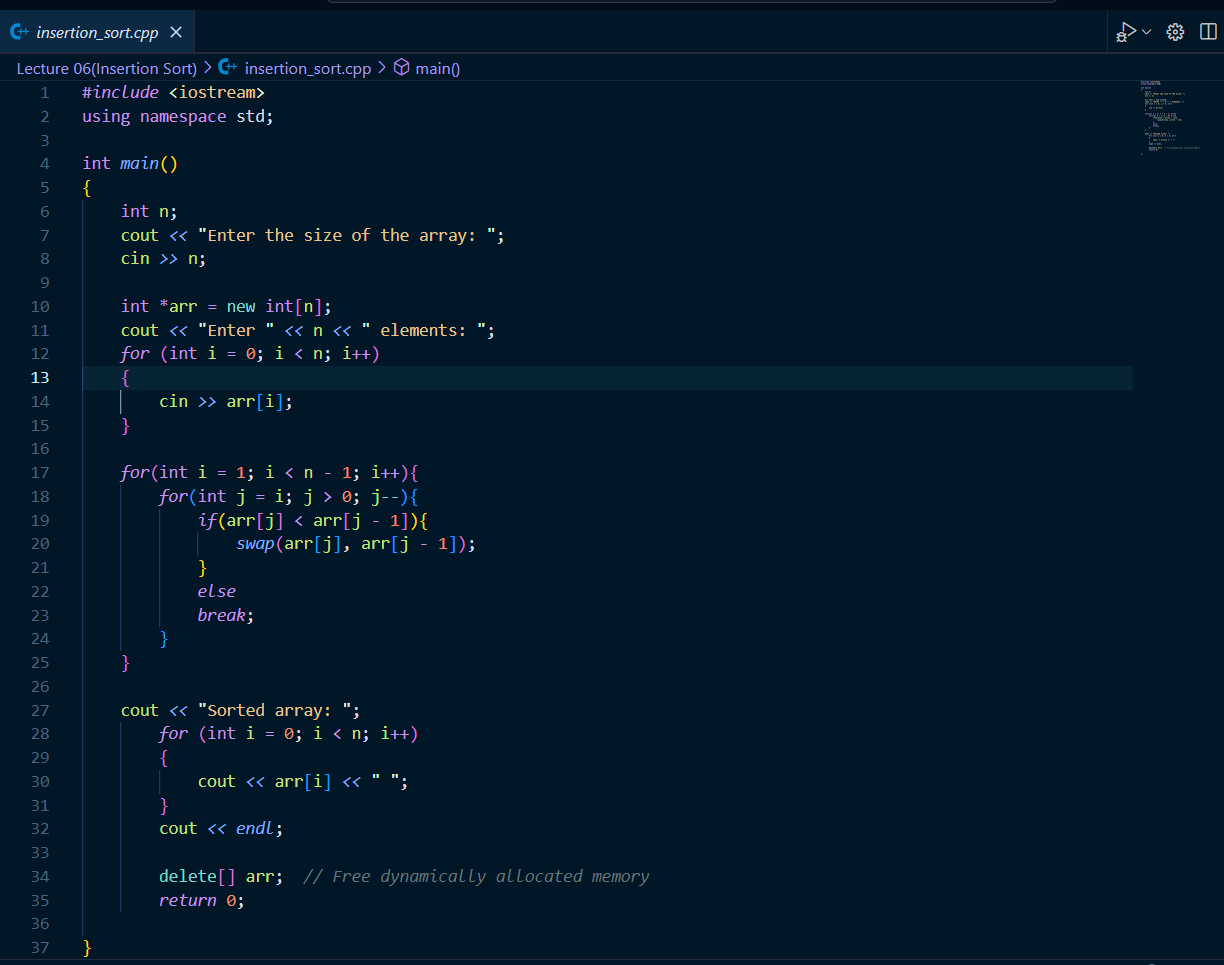 insertion_sort.cpp
Lecture 06(Insertion Sort) > insertion_sort.cpp > main()
1 #include <iostream>
2 using namespace std;
3
4 int main()
5 {
6     int n;
7     cout << "Enter the size of the array: ";
8     cin >> n;
9
10     int *arr = new int[n];
11     cout << "Enter " << n << " elements: ";
12     for (int i = 0; i < n; i++)
13     {
14         cin >> arr[i];
15     }
16
17     for(int i = 1; i < n - 1; i++){
18         for(int j = i; j > 0; j--){
19             if(arr[j] < arr[j - 1]){
20                 swap(arr[j], arr[j - 1]);
21             }
22             else
23             break;
24         }
25     }
26
27     cout << "Sorted array: ";
28         for (int i = 0; i < n; i++)
29         {
30             cout << arr[i] << " ";
31         }
32         cout << endl;
33
34         delete[] arr;  // Free dynamically allocated memory
35         return 0;
36
37 }